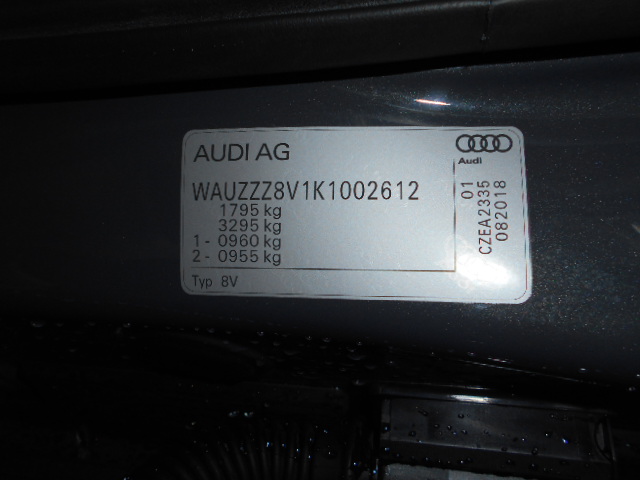 AUDI AG
Audi
WAUZZZ8V1K1002612
1795 kg
3295 kg
1 - 0960 kg
2 - 0955 kg
Typ 8V
01
CZEA2335
082018